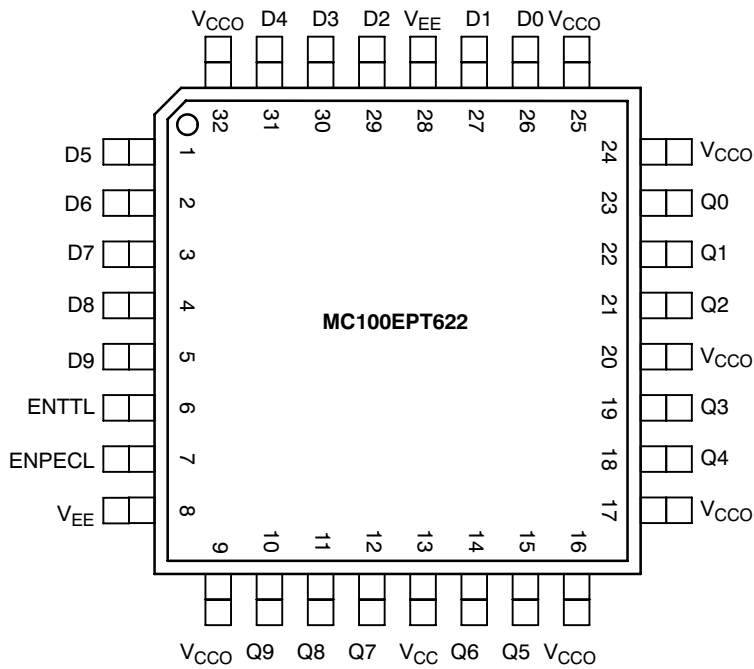 VCCO D4 D3 D2 VEE D1 D0 VCCO
32 31 30 29 28 27 26 25
D5 1 24 VCCO
D6 2 23 Q0
D7 3 22 Q1
D8 4 21 Q2
MC100EPT622
D9 5 20 VCCO
ENTTL 6 19 Q3
ENPECL 7 18 Q4
VEE 8 17 VCCO
9 10 11 12 13 14 15 16
VCCO Q9 Q8 Q7 VCC Q6 Q5 VCCO